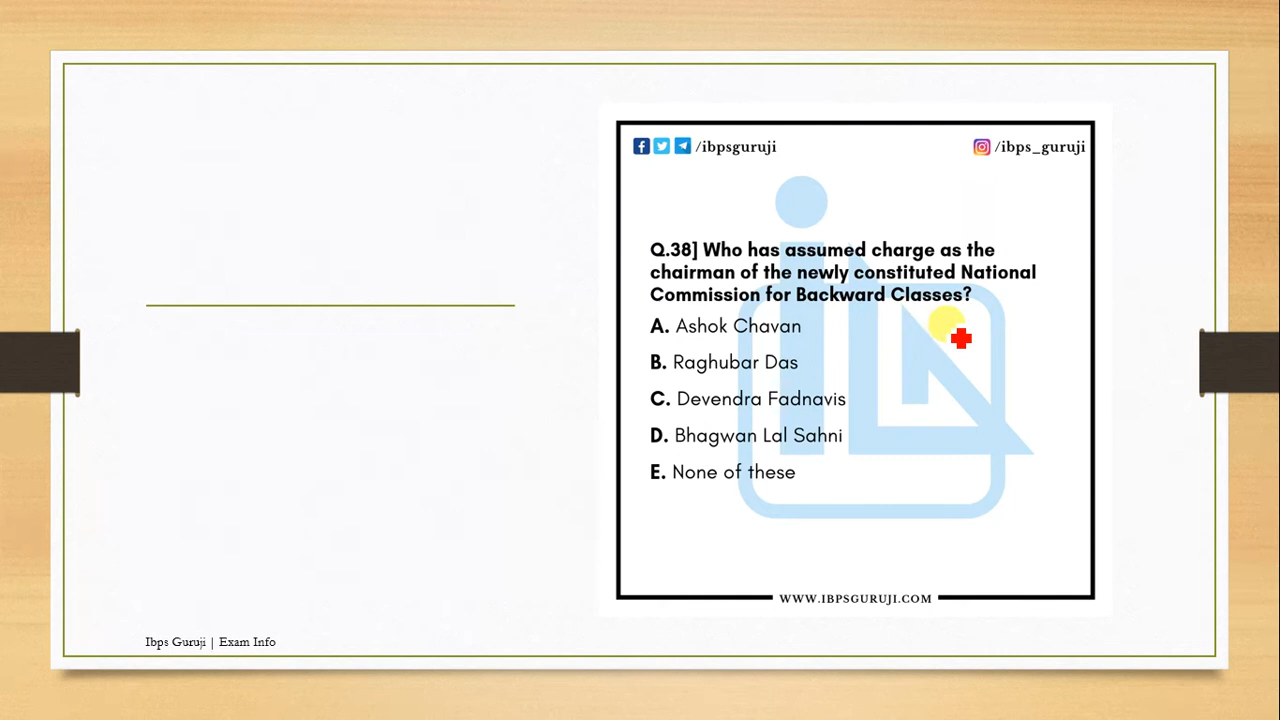 /ibpsguruji
/ibps_guruji
Q.38] Who has assumed charge as the
chairman of the newly constituted National
Commission for Backward Classes?
A. Ashok Chavan
B. Raghubar Das
C. Devendra Fadnavis
D. Bhagwan Lal Sahni
E. None of these
WWW.IBPSGURUJI.COM
Ibps Guruji | Exam Info